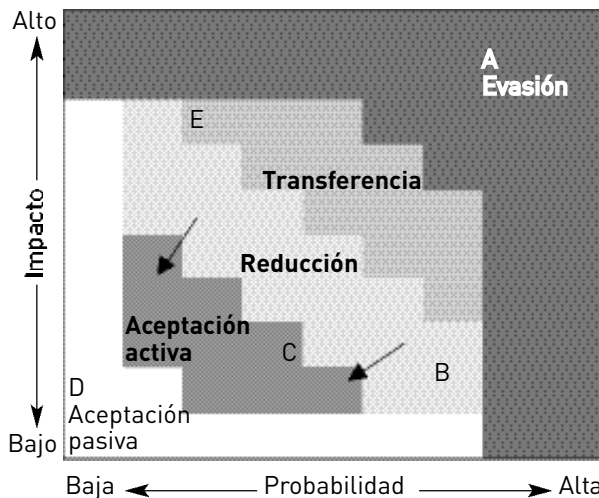 Alto
A
Evasión
E
Transferencia
Impacto
Reducción
Aceptación
activa
C
B
D
Aceptación
pasiva
Bajo
Baja
Probabilidad
Alta